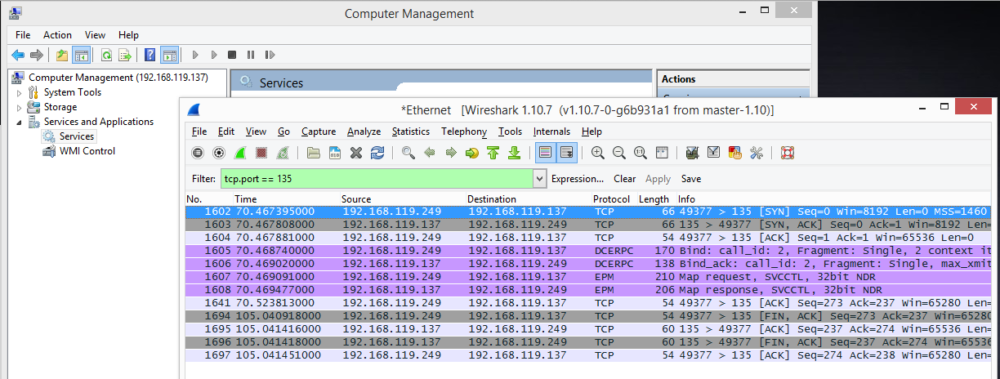 Computer Management
File Action View Help
Computer Management (192.168.119.137)
System Tools
Storage
Services and Applications
Services
WMI Control
Services
Actions
*Ethernet [Wireshark 1.10.7 (v1.10.7-0-g6b931a1 from master-1.10)]
File Edit View Go Capture Analyze Statistics Telephony Tools Internals Help
Filter: tcp.port == 135 Expression... Clear Apply Save
No. Time Source Destination Protocol Length Info
1602 70.467395000 192.168.119.249 192.168.119.137 TCP 66 49377 > 135 [SYN] Seq=0 Win=8192 Len=0 MSS=1460
1603 70.467808000 192.168.119.137 192.168.119.249 TCP 66 135 > 49377 [SYN, ACK] Seq=0 Ack=1 Win=8192 Len=
1604 70.467881000 192.168.119.249 192.168.119.137 TCP 54 49377 > 135 [ACK] Seq=1 Ack=1 Win=65536 Len=0
1605 70.468740000 192.168.119.249 192.168.119.137 DCERPC 170 Bind: call_id: 2, Fragment: Single, 2 context it
1606 70.469020000 192.168.119.137 192.168.119.249 DCERPC 138 Bind_ack: call_id: 2, Fragment: Single, max_xmit
1607 70.469091000 192.168.119.249 192.168.119.137 EPM 210 Map request, SVCCTL, 32bit NDR
1608 70.469477000 192.168.119.137 192.168.119.249 EPM 206 Map response, SVCCTL, 32bit NDR
1641 70.523813000 192.168.119.249 192.168.119.137 TCP 54 49377 > 135 [ACK] Seq=273 Ack=237 Win=65280 Len=
1694 105.040918000 192.168.119.249 192.168.119.137 TCP 54 49377 > 135 [FIN, ACK] Seq=273 Ack=237 Win=65280
1695 105.041416000 192.168.119.137 192.168.119.249 TCP 60 135 > 49377 [ACK] Seq=237 Ack=274 Win=65536 Len=
1696 105.041418000 192.168.119.137 192.168.119.249 TCP 60 135 > 49377 [FIN, ACK] Seq=237 Ack=274 Win=65536
1697 105.041451000 192.168.119.249 192.168.119.137 TCP 54 49377 > 135 [ACK] Seq=274 Ack=238 Win=65280 Len=